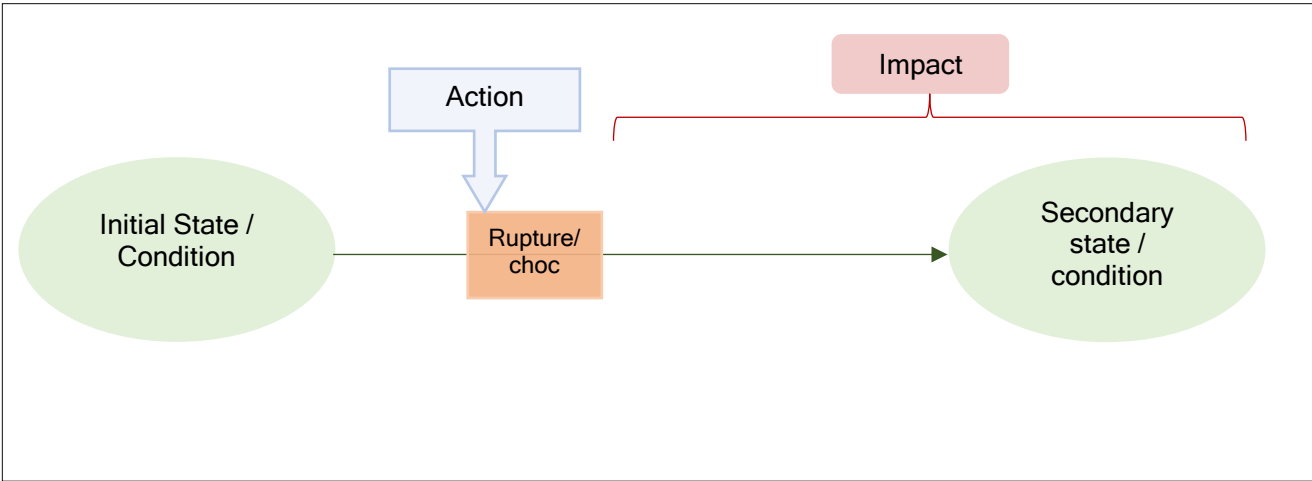 Impact
Action
Initial State /
Condition
Rupture/
choc
Secondary
state /
condition